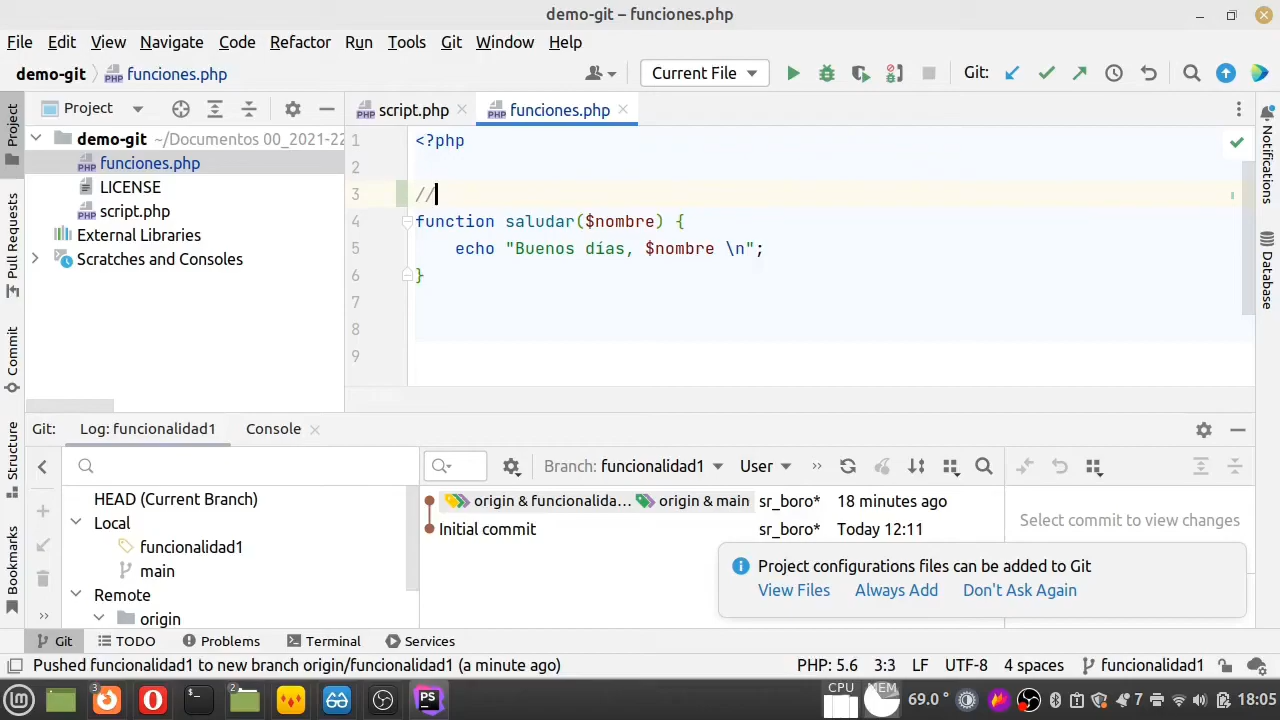 demo-git – funciones.php
File Edit View Navigate Code Refactor Run Tools Git Window Help
demo-git funciones.php Current File Git:
Project
Project
script.php
funciones.php
demo-git ~/Documentos 00_2021-22
funciones.php
LICENSE
script.php
External Libraries
Scratches and Consoles
1 <?php
2
3 //
4 function saludar($nombre) {
5 echo "Buenos días, $nombre \n";
6 }
7
8
9
Pull Requests
Commit
Structure
Bookmarks
Notifications
Database
Git: Log: funcionalidad1 Console
Branch: funcionalidad1 User
HEAD (Current Branch)
Local
funcionalidad1
main
Remote
origin
origin & funcionalida... origin & main sr_boro* 18 minutes ago
Initial commit sr_boro* Today 12:11
Select commit to view changes
Project configurations files can be added to Git
View Files Always Add Don't Ask Again
Git TODO Problems Terminal Services
Pushed funcionalidad1 to new branch origin/funcionalidad1 (a minute ago) PHP: 5.6 3:3 LF UTF-8 4 spaces funcionalidad1
3 2 PS CPU MEM 69.0 ° 7 18:05